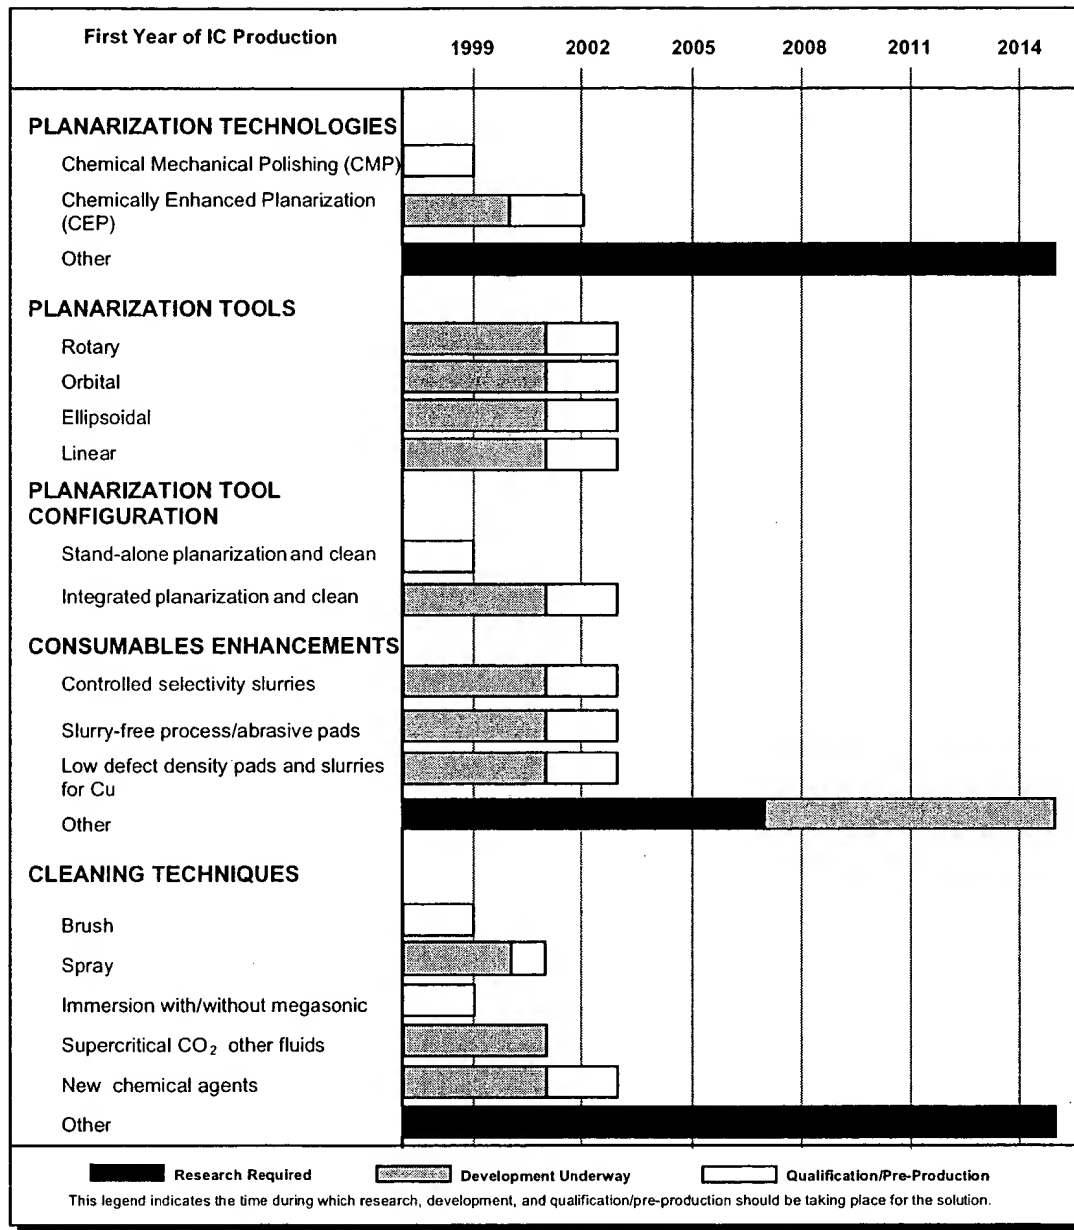 First Year of IC Production
1999 2002 2005 2008 2011 2014
PLANARIZATION TECHNOLOGIES
Chemical Mechanical Polishing (CMP)
Chemically Enhanced Planarization
(CEP)
Other
PLANARIZATION TOOLS
Rotary
Orbital
Ellipsoidal
Linear
PLANARIZATION TOOL
CONFIGURATION
Stand-alone planarization and clean
Integrated planarization and clean
CONSUMABLES ENHANCEMENTS
Controlled selectivity slurries
Slurry-free process/abrasive pads
Low defect density pads and slurries
for Cu
Other
CLEANING TECHNIQUES
Brush
Spray
Immersion with/without megasonic
Supercritical CO₂ other fluids
New chemical agents
Other
Research Required Development Underway Qualification/Pre-Production
This legend indicates the time during which research, development, and qualification/pre-production should be taking place for the solution.